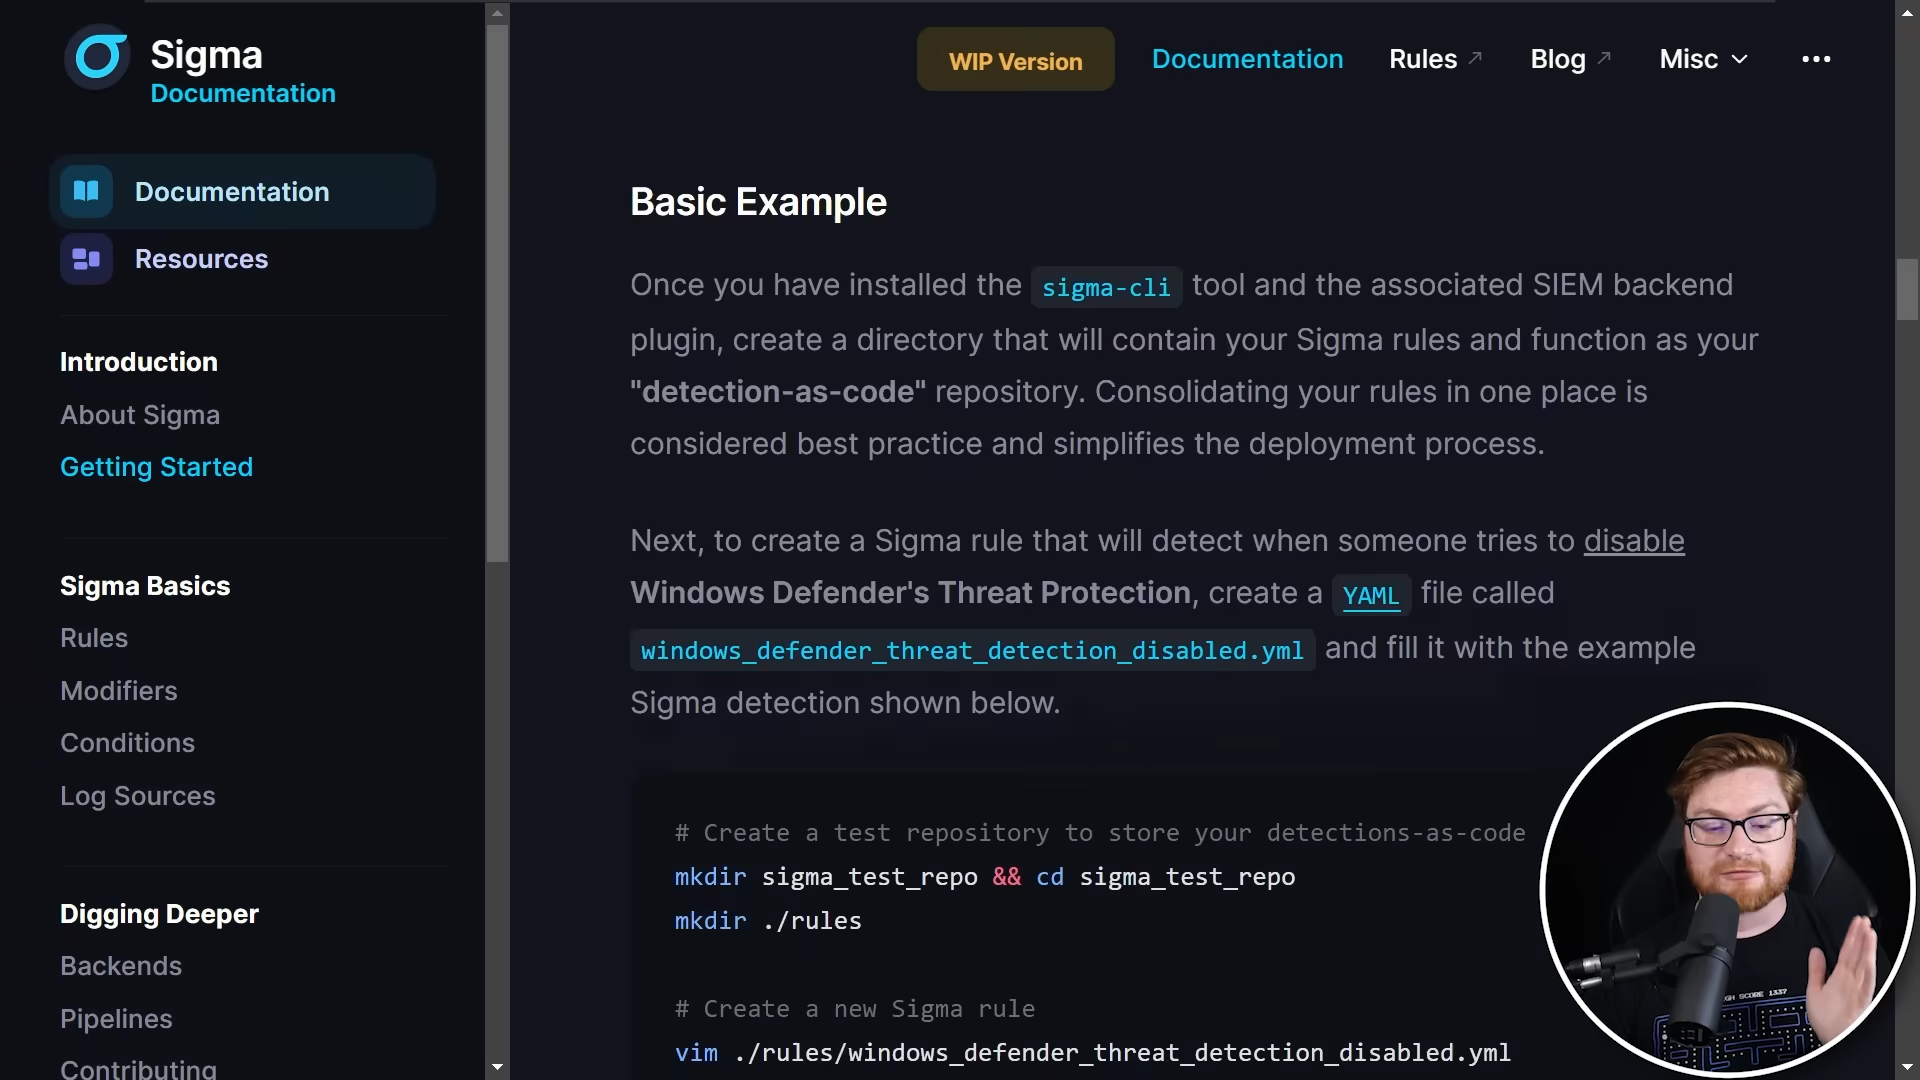 Sigma
Documentation
WIP Version
Documentation
Rules
Blog
Misc
Documentation
Resources
Introduction
About Sigma
Getting Started
Sigma Basics
Rules
Modifiers
Conditions
Log Sources
Digging Deeper
Backends
Pipelines
Contributing
Basic Example
Once you have installed the sigma-cli tool and the associated SIEM backend
plugin, create a directory that will contain your Sigma rules and function as your
"detection-as-code" repository. Consolidating your rules in one place is
considered best practice and simplifies the deployment process.
Next, to create a Sigma rule that will detect when someone tries to disable
Windows Defender's Threat Protection, create a YAML file called
windows_defender_threat_detection_disabled.yml and fill it with the example
Sigma detection shown below.
# Create a test repository to store your detections-as-code
mkdir sigma_test_repo && cd sigma_test_repo
mkdir ./rules
# Create a new Sigma rule
vim ./rules/windows_defender_threat_detection_disabled.yml
SCORE 1337